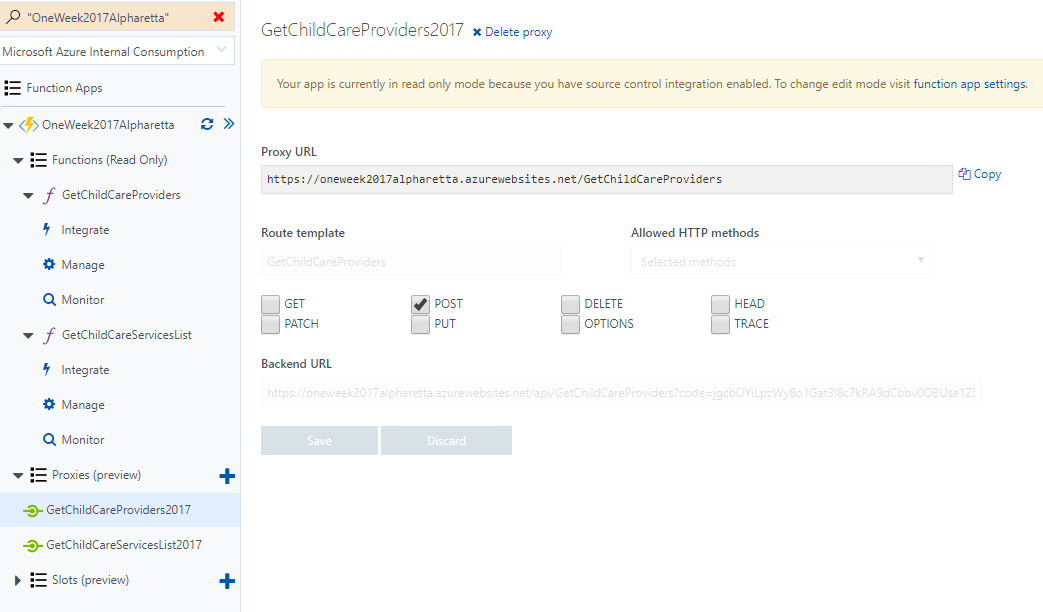 "OneWeek2017Alpharetta"
Microsoft Azure Internal Consumption
Function Apps
OneWeek2017Alpharetta
Functions (Read Only)
GetChildCareProviders
Integrate
Manage
Monitor
GetChildCareServicesList
Integrate
Manage
Monitor
Proxies (preview)
GetChildCareProviders2017
GetChildCareServicesList2017
Slots (preview)
GetChildCareProviders2017 Delete proxy
Your app is currently in read only mode because you have source control integration enabled. To change edit mode visit function app settings.
Proxy URL
https://oneweek2017alpharetta.azurewebsites.net/GetChildCareProviders Copy
Route template
GetChildCareProviders
Allowed HTTP methods
Selected methods
GET POST DELETE HEAD
PATCH PUT OPTIONS TRACE
Backend URL
https://oneweek2017alpharetta.azurewebsites.net/api/GetChildCareProviders?code=
Save Discard